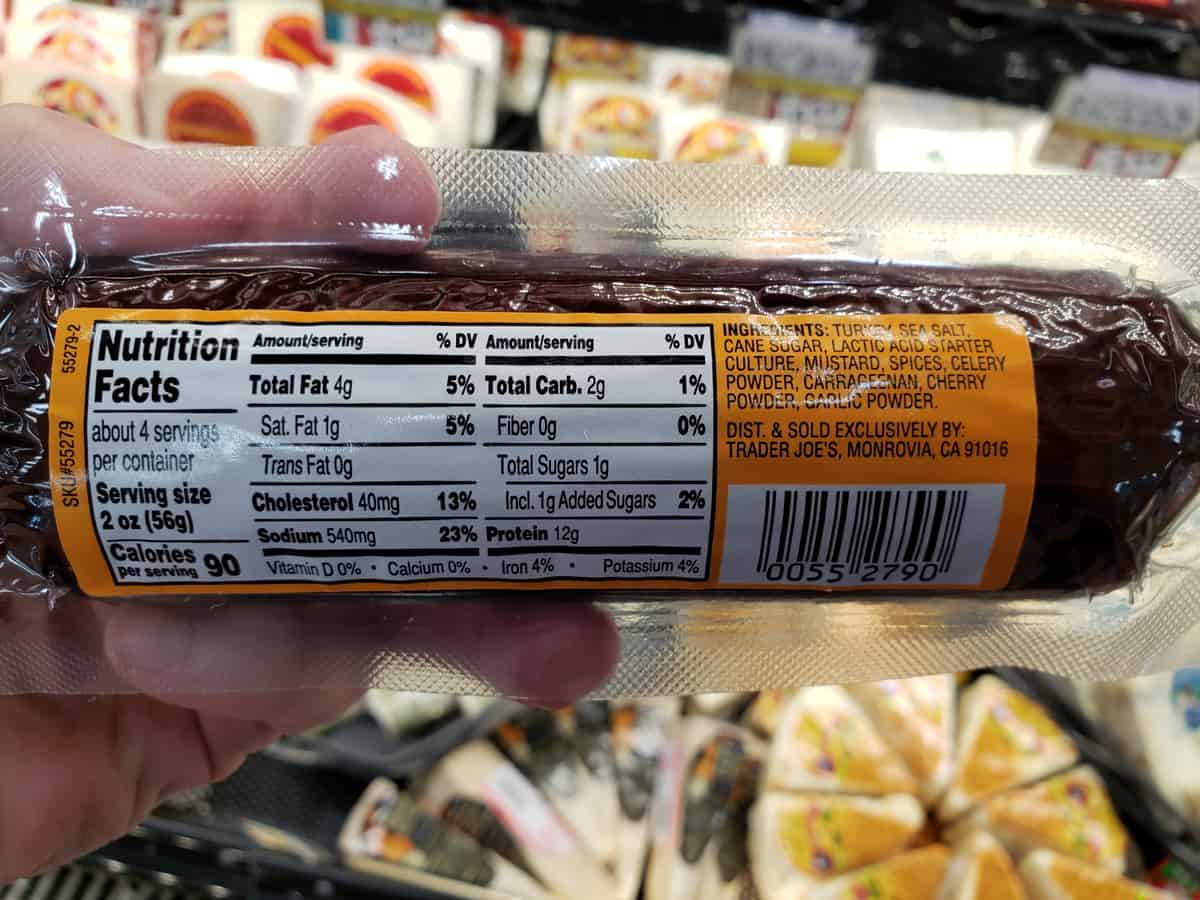 55279-2
SKU#55279
Nutrition
Facts
about 4 servings
per container
Serving size
2 oz (56g)
Calories
per serving 90
Amount/serving % DV
Total Fat 4g 5%
Sat. Fat 1g 5%
Trans Fat 0g
Cholesterol 40mg 13%
Sodium 540mg 23%
Amount/serving % DV
Total Carb. 2g 1%
Fiber 0g 0%
Total Sugars 1g
Incl. 1g Added Sugars 2%
Protein 12g
Vitamin D 0% • Calcium 0% • Iron 4% • Potassium 4%
INGREDIENTS: TURKEY, SEA SALT,
CANE SUGAR, LACTIC ACID STARTER
CULTURE, MUSTARD, SPICES, CELERY
POWDER, CARRAGEENAN, CHERRY
POWDER, GARLIC POWDER.
DIST. & SOLD EXCLUSIVELY BY:
TRADER JOE'S, MONROVIA, CA 91016
0055 2790